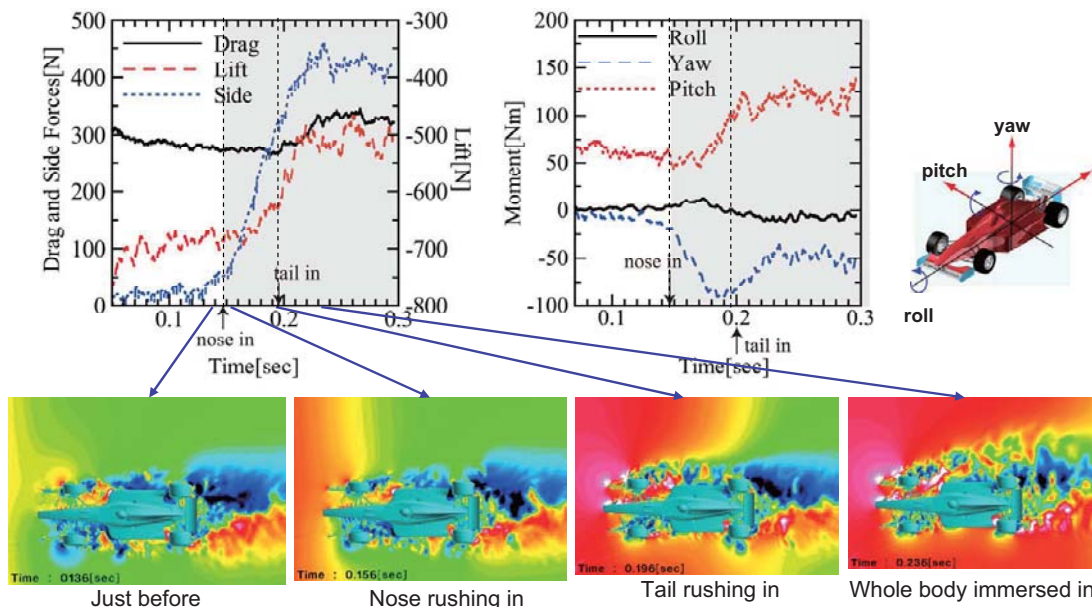 500
400
300
200
100
0
Drag and Side Forces[N]
Drag
Lift
Side
-300
-400
-500
-600
-700
-800
Lift[N]
tail in
0.1
0.2
0.3
nose in
Time[sec]
200
150
100
50
0
-50
-100
Moment[Nm]
Roll
Yaw
Pitch
nose in
0.1
0.2
0.3
tail in
Time[sec]
yaw
pitch
roll
Time : 0136[sec]
Just before
Time : 0.156[sec]
Nose rushing in
Time : 0.196[sec]
Tail rushing in
Time : 0.236[sec]
Whole body immersed in